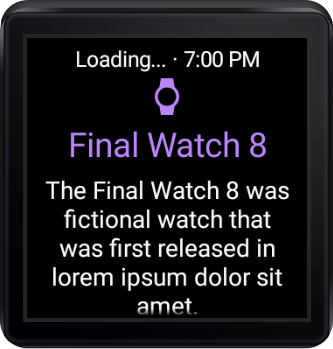 Loading... · 7:00 PM
Final Watch 8
The Final Watch 8 was
fictional watch that
was first released in
lorem ipsum dolor sit
amet.